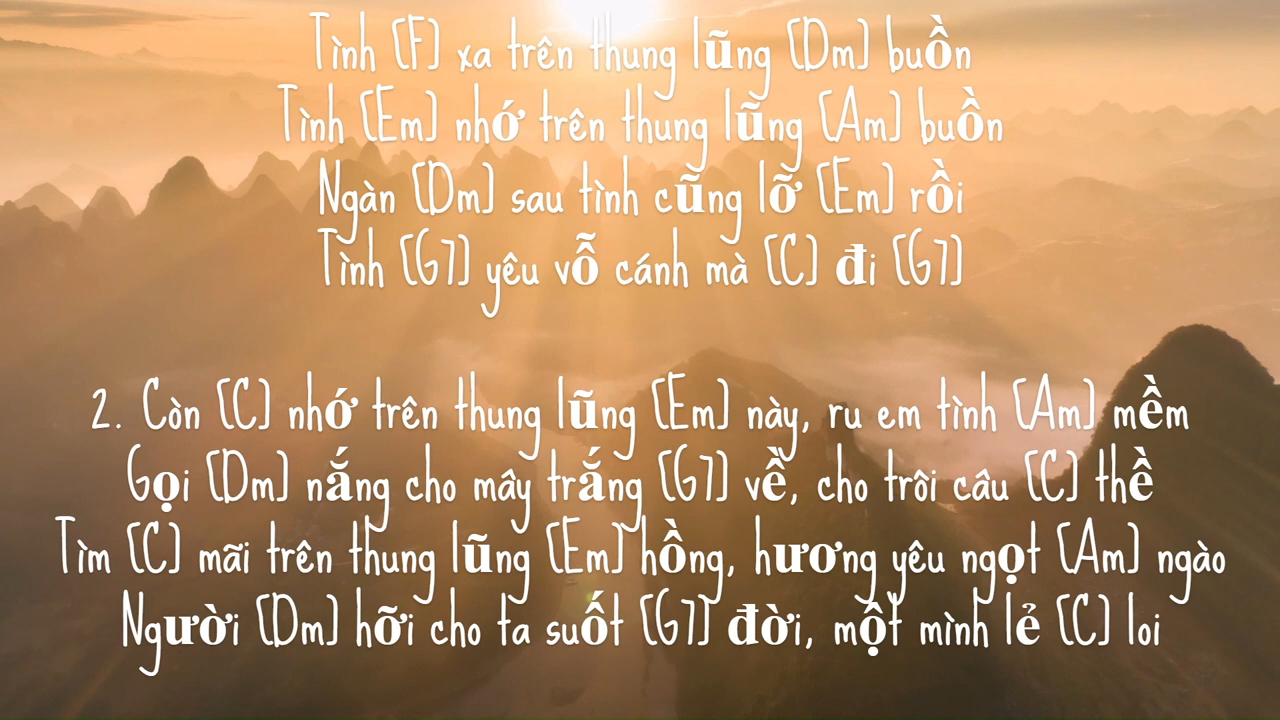 Tình [F] xa trên thung lũng [Dm] buồn
Tình [Em] nhớ trên thung lũng [Am] buồn
Ngàn [Dm] sau tình cũng lỡ [Em] rồi
Tình [G7] yêu vỗ cánh mà [C] đi [G7]
2. Còn [C] nhớ trên thung lũng [Em] này, ru em tình [Am] mềm
Gọi [Dm] nắng cho mây trắng [G7] về, cho trôi câu [C] thề
Tìm [C] mãi trên thung lũng [Em] hồng, hương yêu ngọt [Am] ngào
Người [Dm] hỡi cho ta suốt [G7] đời, một mình lẻ [C] loi